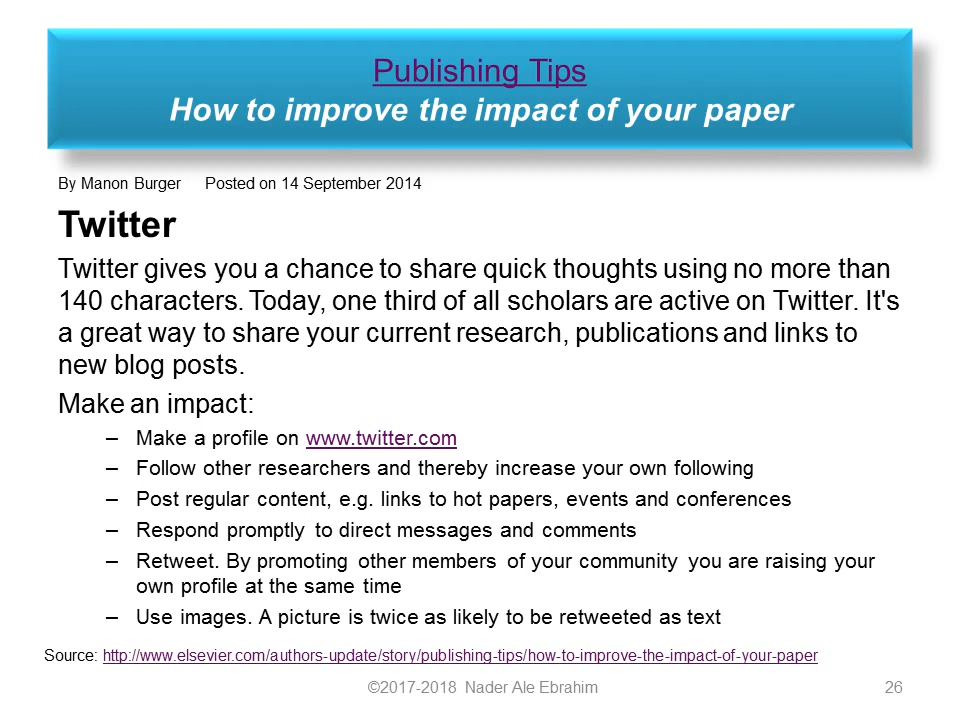 Publishing Tips
How to improve the impact of your paper
By Manon Burger Posted on 14 September 2014
Twitter
Twitter gives you a chance to share quick thoughts using no more than
140 characters. Today, one third of all scholars are active on Twitter. It's
a great way to share your current research, publications and links to
new blog posts.
Make an impact:
– Make a profile on www.twitter.com
– Follow other researchers and thereby increase your own following
– Post regular content, e.g. links to hot papers, events and conferences
– Respond promptly to direct messages and comments
– Retweet. By promoting other members of your community you are raising your
own profile at the same time
– Use images. A picture is twice as likely to be retweeted as text
Source: http://www.elsevier.com/authors-update/story/publishing-tips/how-to-improve-the-impact-of-your-paper
©2017-2018 Nader Ale Ebrahim 26